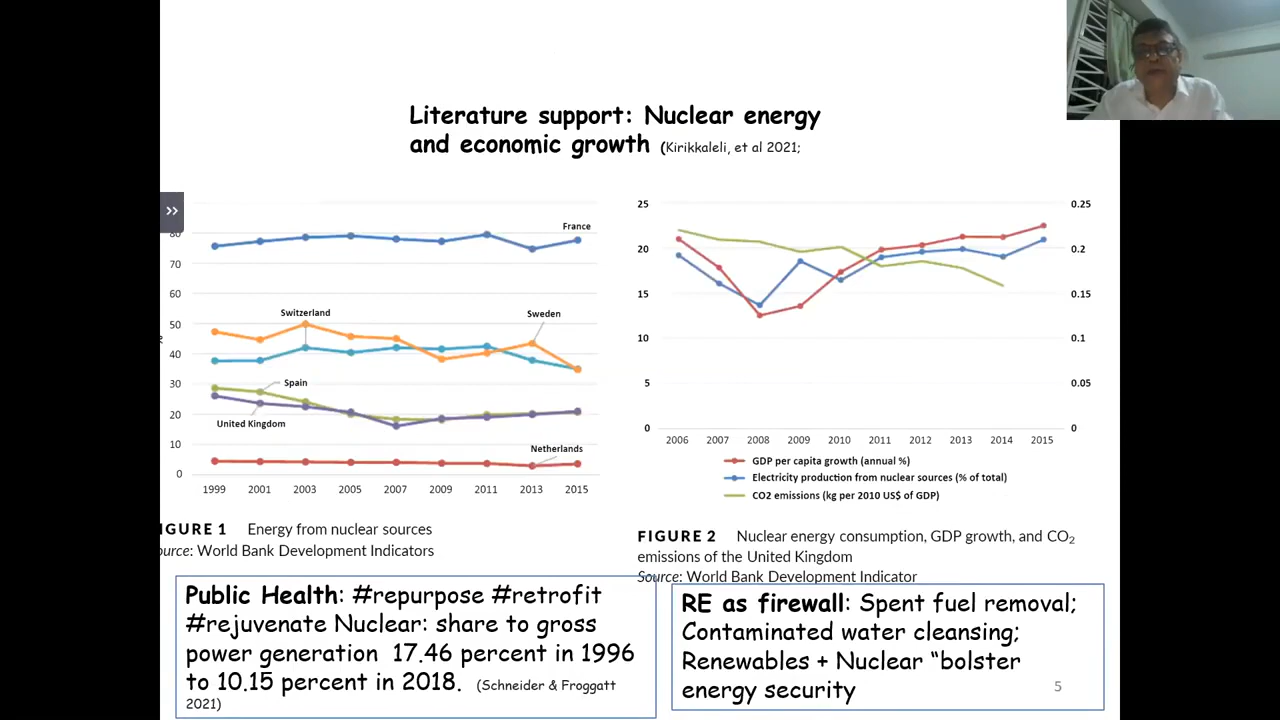 Literature support: Nuclear energy
and economic growth (Kirikkaleli, et al 2021;
»
80
70
60
50
40
30
20
10
0
France
Switzerland
Sweden
Spain
United Kingdom
Netherlands
1999 2001 2003 2005 2007 2009 2011 2013 2015
IGURE 1 Energy from nuclear sources
ource: World Bank Development Indicators
25
20
15
10
5
0
0.25
0.2
0.15
0.1
0.05
0
2006 2007 2008 2009 2010 2011 2012 2013 2014 2015
GDP per capita growth (annual %)
Electricity production from nuclear sources (% of total)
CO2 emissions (kg per 2010 US$ of GDP)
FIGURE 2 Nuclear energy consumption, GDP growth, and CO₂
emissions of the United Kingdom
Source: World Bank Development Indicator
Public Health: #repurpose #retrofit
#rejuvenate Nuclear: share to gross
power generation 17.46 percent in 1996
to 10.15 percent in 2018. (Schneider & Froggatt
2021)
RE as firewall: Spent fuel removal;
Contaminated water cleansing;
Renewables + Nuclear “bolster
energy security
5